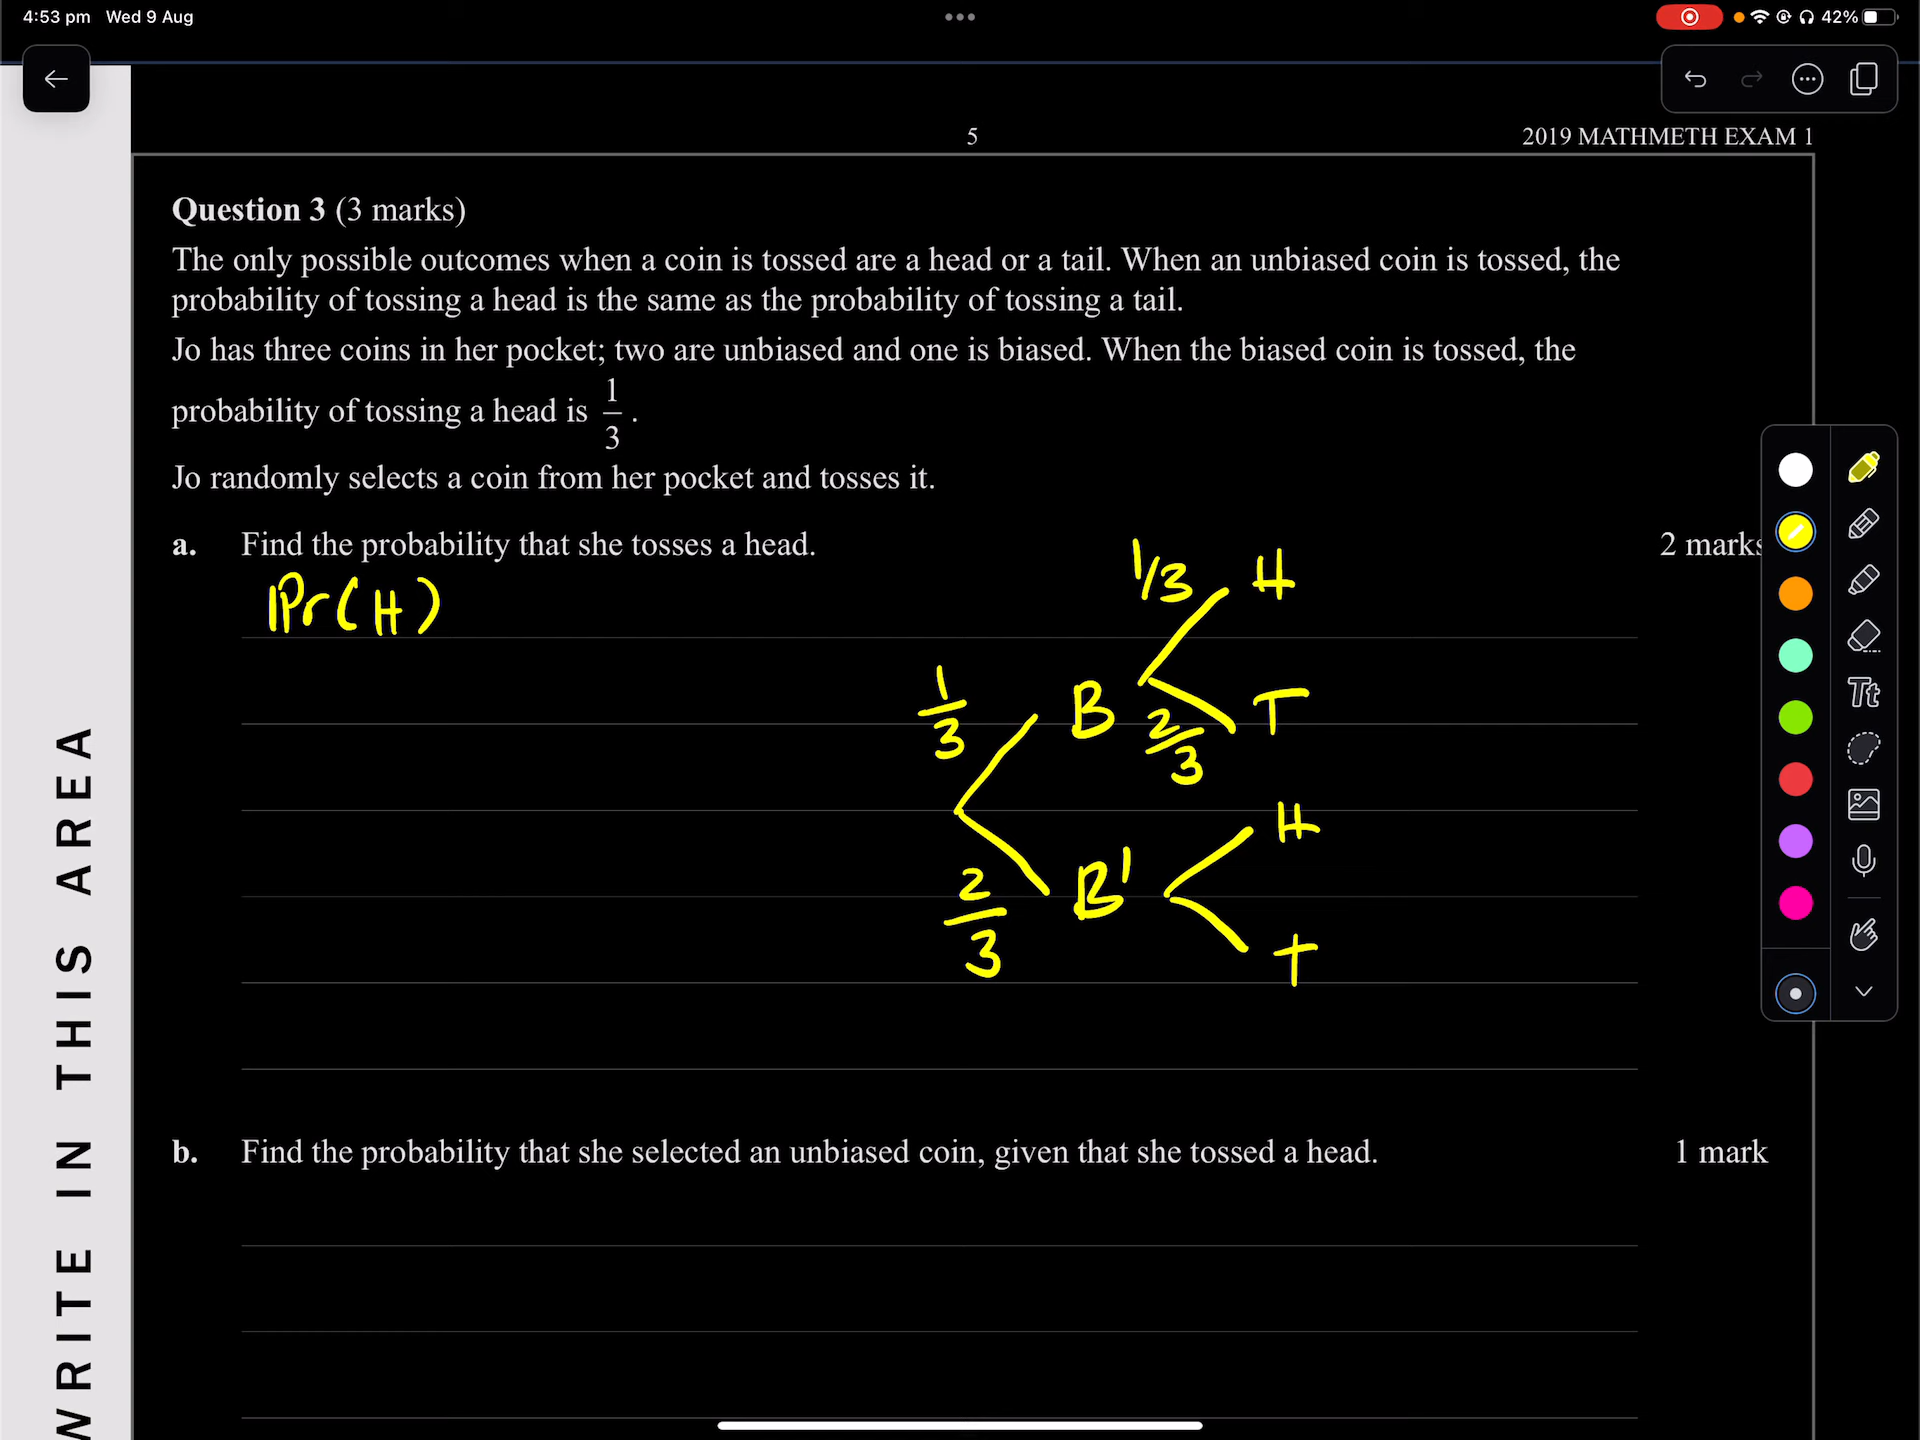 4:53 pm Wed 9 Aug
42%
5
2019 MATHMETH EXAM 1
Question 3 (3 marks)
The only possible outcomes when a coin is tossed are a head or a tail. When an unbiased coin is tossed, the
probability of tossing a head is the same as the probability of tossing a tail.
Jo has three coins in her pocket; two are unbiased and one is biased. When the biased coin is tossed, the
probability of tossing a head is 1/3.
Jo randomly selects a coin from her pocket and tosses it.
a. Find the probability that she tosses a head.
2 marks
Pr(H)
1/3 H
1/3 B 2/3 T
2/3 B' H
T
b. Find the probability that she selected an unbiased coin, given that she tossed a head.
1 mark
WRITE IN THIS AREA
Tt